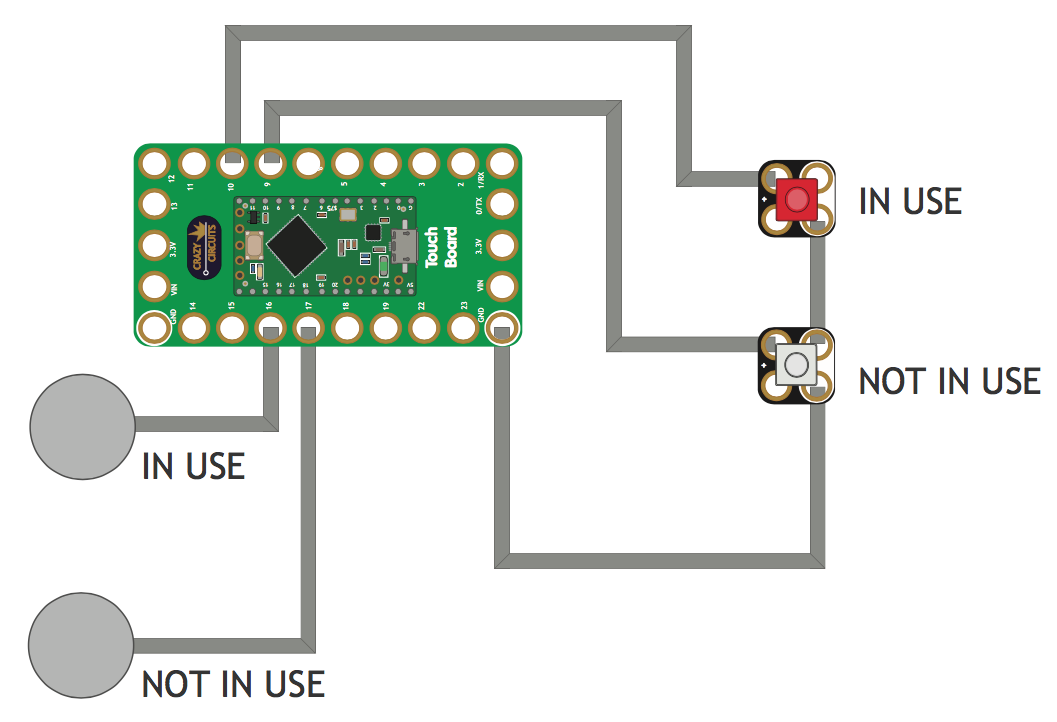 12 11 10 9 5 4 3 2 1/RX
13 0/TX
3.3V 3.3V
VIN VIN
GND GND
CRAZY
CIRCUITS
Touch
Board
14 15 16 17 18 19 22 23
IN USE
NOT IN USE
IN USE
NOT IN USE